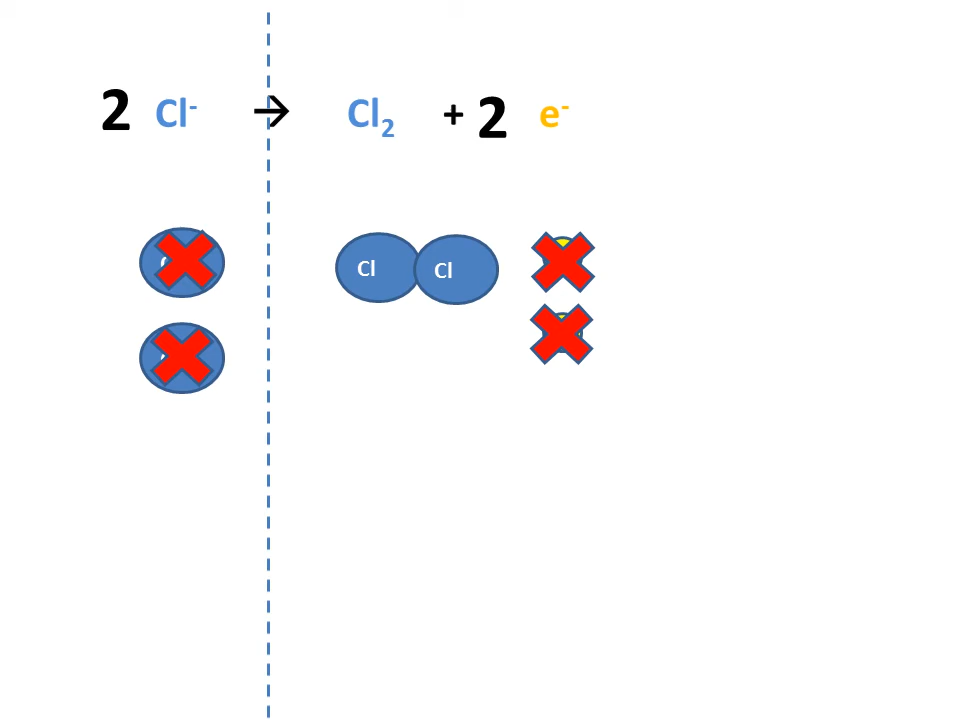 2 Cl⁻ → Cl₂ + 2 e⁻
Cl Cl